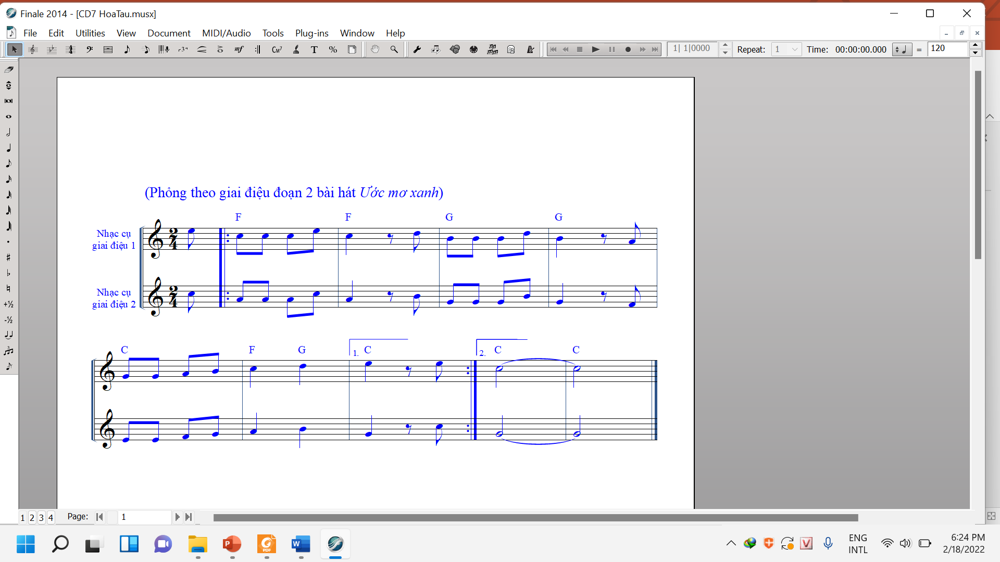 Finale 2014 - [CD7 HoaTau.musx]
File Edit Utilities View Document MIDI/Audio Tools Plug-ins Window Help
1| 1|0000 Repeat: 1 Time: 00:00:00.000 = 120
(Phỏng theo giai điệu đoạn 2 bài hát Ước mơ xanh)
F F G G
Nhạc cụ
giai điệu 1
Nhạc cụ
giai điệu 2
C F G 1. C 2. C C
1 2 3 4 Page: 1
ENG
INTL
6:24 PM
2/18/2022